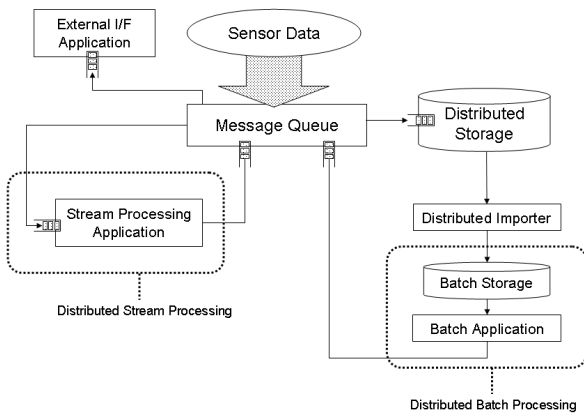 External I/F
Application
Sensor Data
Message Queue
Distributed
Storage
Stream Processing
Application
Distributed Importer
Distributed Stream Processing
Batch Storage
Batch Application
Distributed Batch Processing